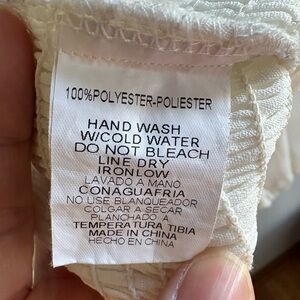 100%POLYESTER-POLIESTER
HAND WASH
W/COLD WATER
DO NOT BLEACH
LINE DRY
IRONLOW
LAVADO A MANO
CONAGUAFRIA
NO USE BLANQUEADOR
COLGAR A SECAR
PLANCHADO A
TEMPERATURA TIBIA
MADE IN CHINA
HECHO EN CHINA